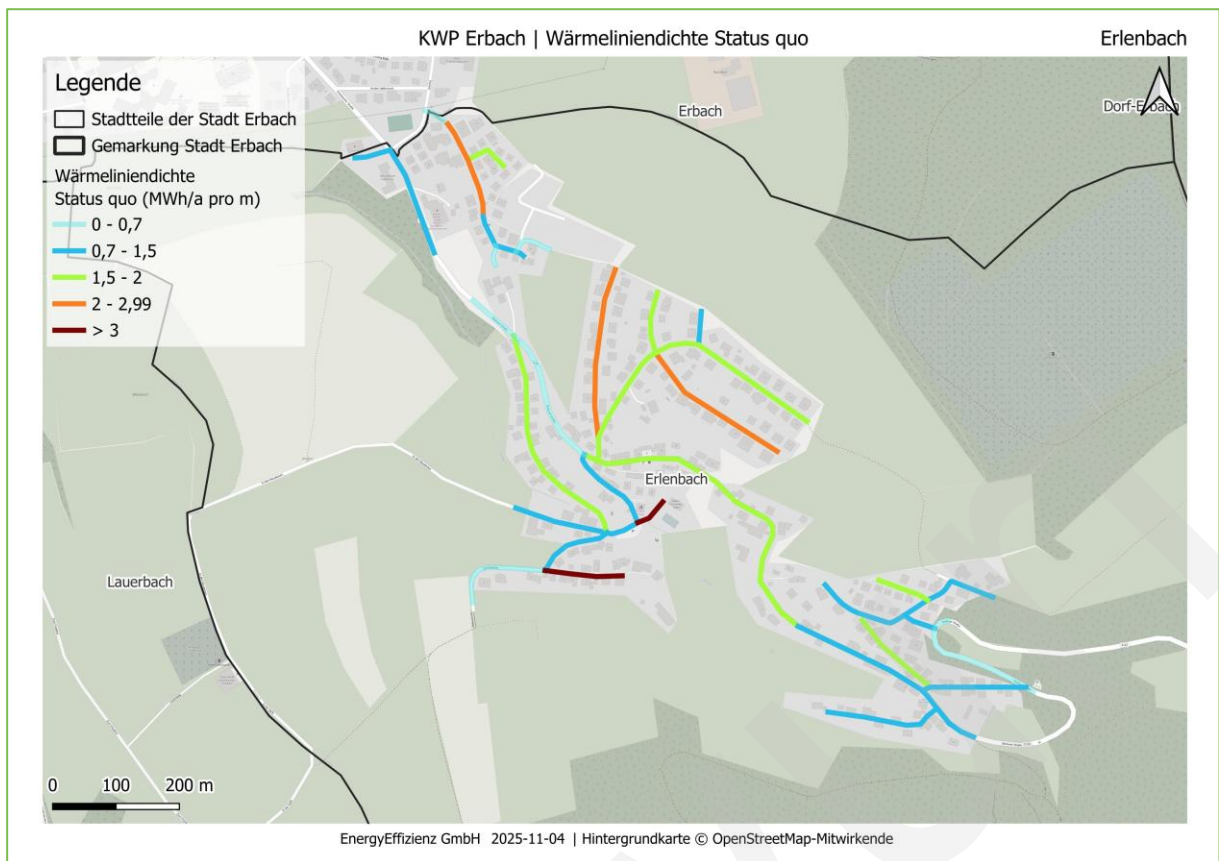 KWP Erbach | Wärmeliniendichte Status quo
Erlenbach
Legende
Stadtteile der Stadt Erbach
Gemarkung Stadt Erbach
Wärmeliniendichte
Status quo (MWh/a pro m)
0 - 0,7
0,7 - 1,5
1,5 - 2
2 - 2,99
> 3
Erbach
Dorf-Erbach
Erlenbach
Lauerbach
0 100 200 m
EnergyEffizienz GmbH 2025-11-04 | Hintergrundkarte © OpenStreetMap-Mitwirkende